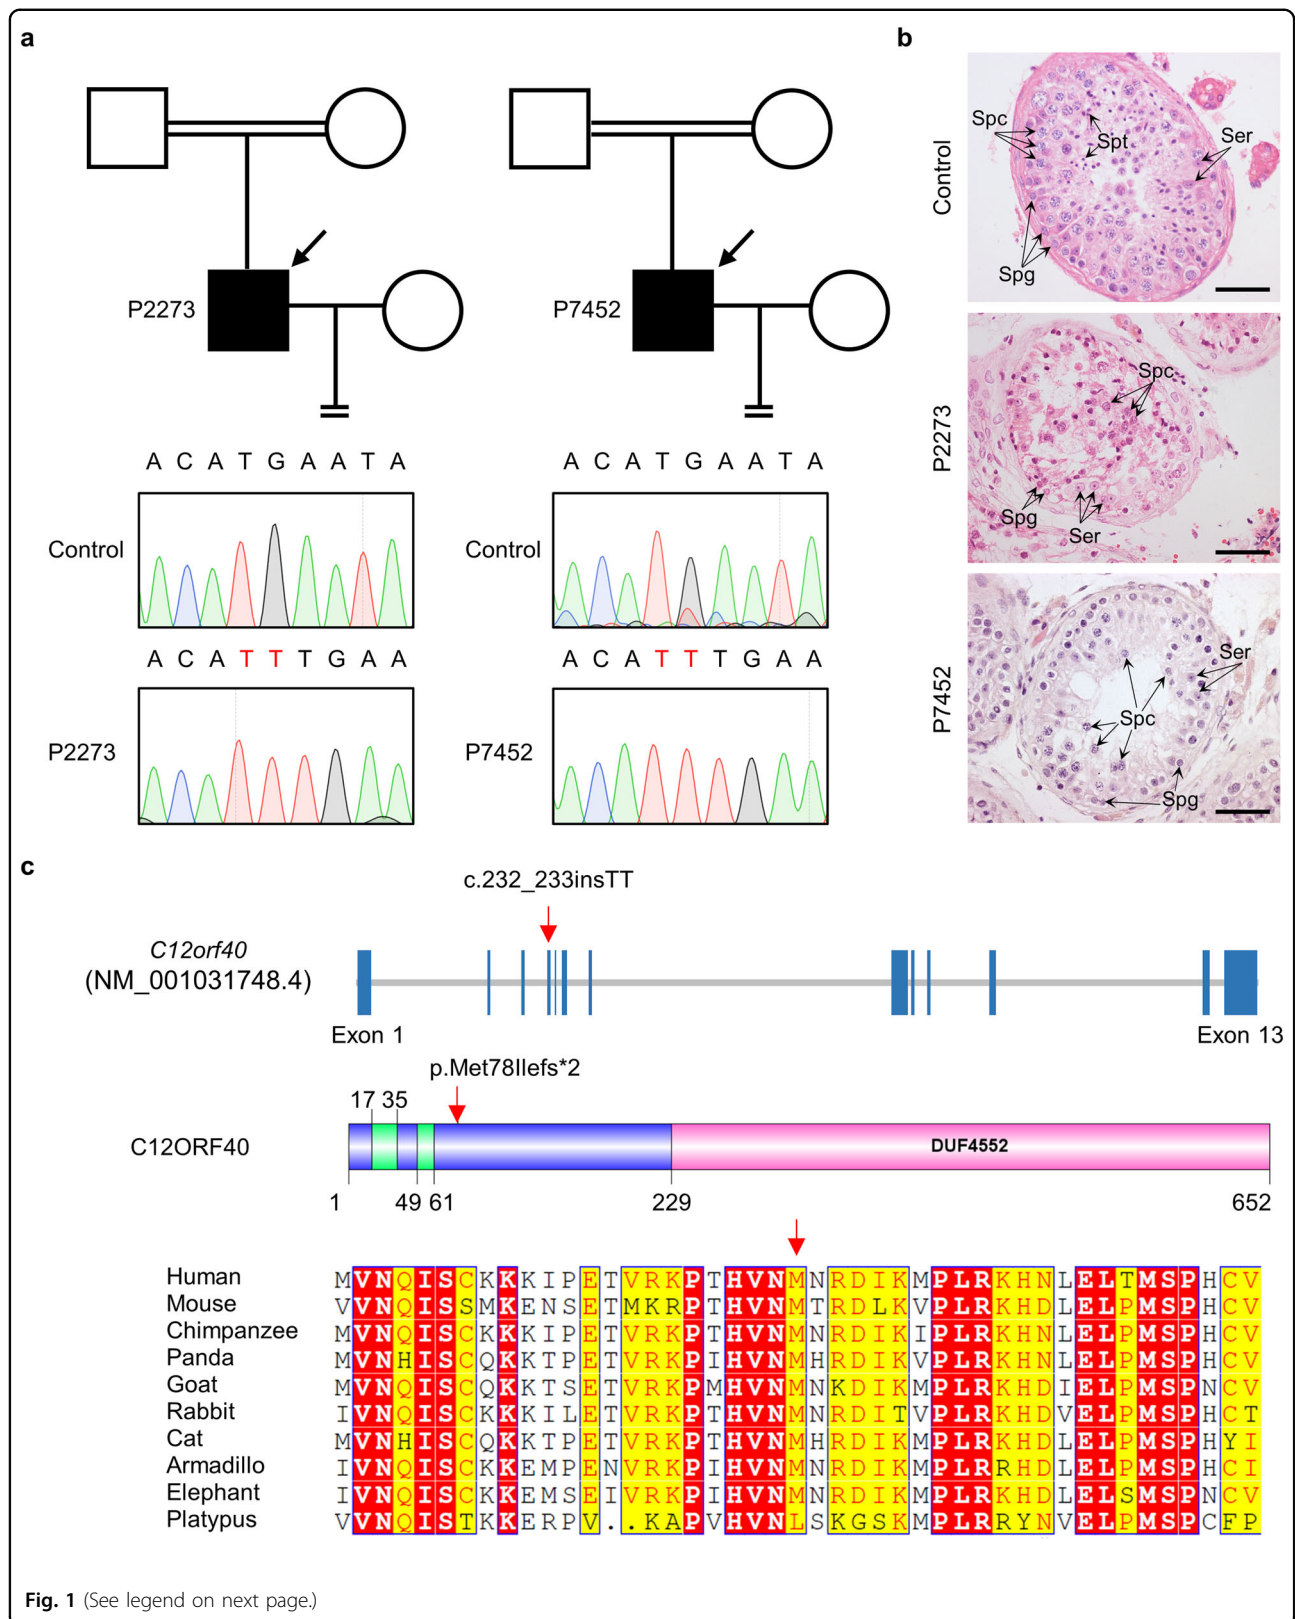 a
P2273
P7452
A C A T G A A T A
A C A T G A A T A
Control
Control
A C A T T T G A A
A C A T T T G A A
P2273
P7452
b
Control
Spc
Spt
Ser
Spg
P2273
Spc
Spg
Ser
P7452
Ser
Spc
Spg
c
c.232_233insTT
C12orf40
(NM_001031748.4)
Exon 1
Exon 13
p.Met78Ilefs*2
17 35
C12ORF40
DUF4552
1
49 61
229
652
Human MVNQISCKKKIPETVRKPTHVNMNRDIKMPLRKHNLELTMSPHCV
Mouse VVNQISSMKENSETMKRPTHVNMTRDLKVPLRKHDLELPMSPHCV
Chimpanzee MVNQISCKKKIPETVRKPTHVNMNRDIKIPLRKHNLELPMSPHCV
Panda MVNHISCQKKTPETVRKPIHVNMHRDIKVPLRKHNLELPMSPHCV
Goat MVNQISCQKKTSETVRKPMHVNMNKDIKMPLRKHDIELPMSPNCV
Rabbit IVNQISCKKKILETVRKPTHVNMNRDITVPLRKHDVELPMSPHCT
Cat MVNHISCQKKTPETVRKPTHVNMHRDIKMPLRKHDLELPMSPHYI
Armadillo IVNQISCKKEMPENVRKPIHVNMNRDIKMPLRRHDLELPMSPHCI
Elephant IVNQISCKKEMSEIVRKPIHVNMNRDIKMPLRKHDLELSMSPNCV
Platypus VVNQISTKKERPV..KAPVHVNLSKGSKMPLRRYNVELPMSPCFP
Fig. 1 (See legend on next page.)